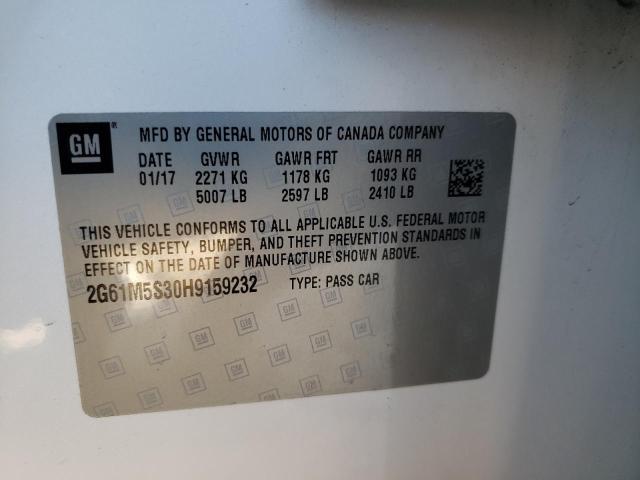 GM
MFD BY GENERAL MOTORS OF CANADA COMPANY
DATE GVWR GAWR FRT GAWR RR
01/17 2271 KG 1178 KG 1093 KG
5007 LB 2597 LB 2410 LB
THIS VEHICLE CONFORMS TO ALL APPLICABLE U.S. FEDERAL MOTOR
VEHICLE SAFETY, BUMPER, AND THEFT PREVENTION STANDARDS IN
EFFECT ON THE DATE OF MANUFACTURE SHOWN ABOVE.
2G61M5S30H9159232 TYPE: PASS CAR